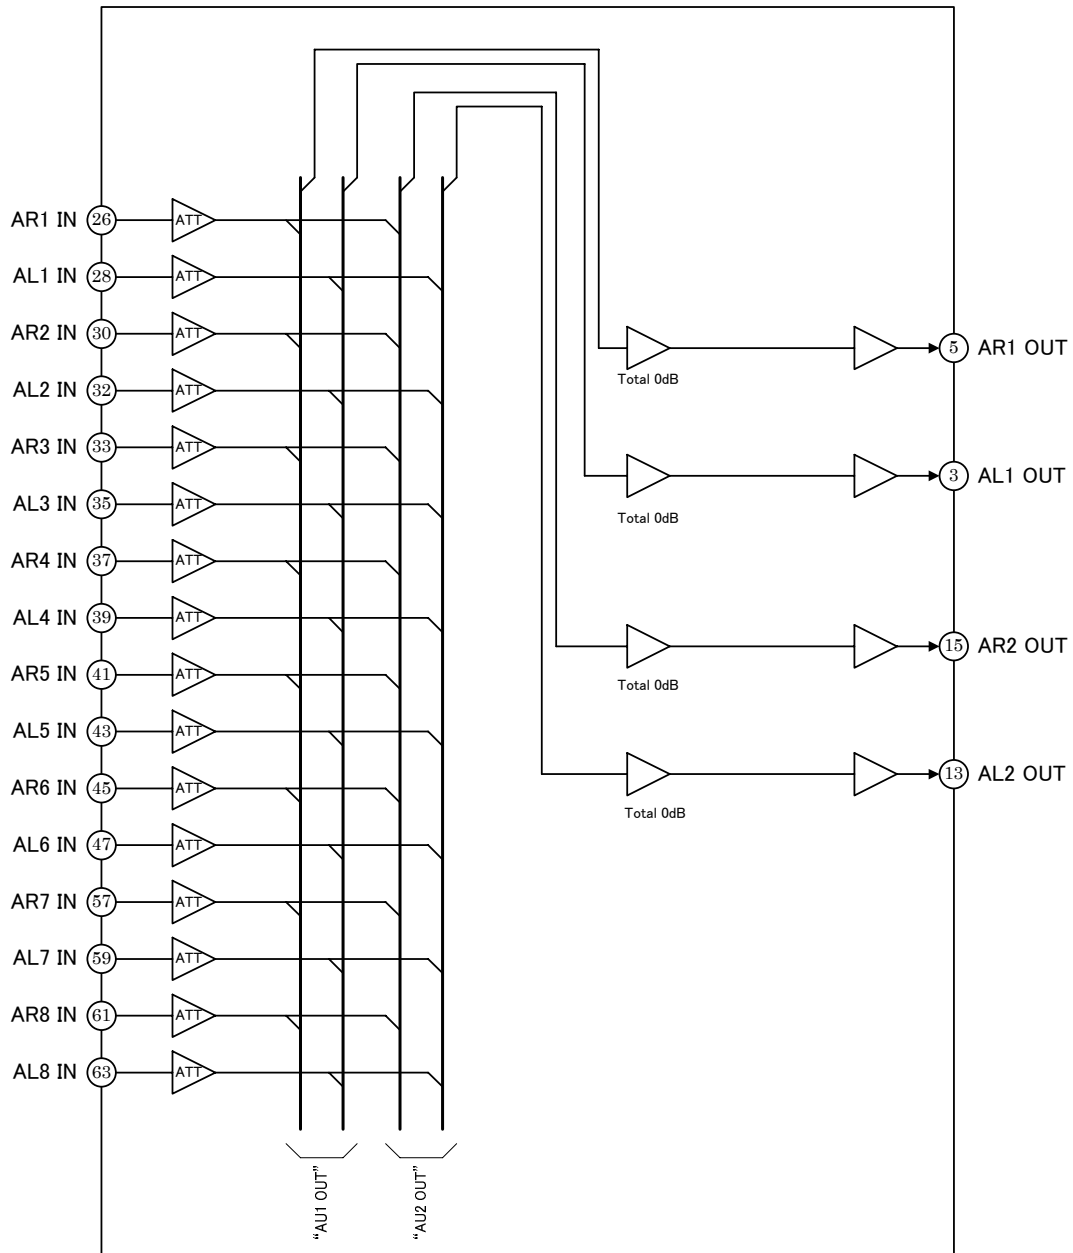 AR1 IN 26 ATT
AL1 IN 28 ATT
AR2 IN 30 ATT
AL2 IN 32 ATT
AR3 IN 33 ATT
AL3 IN 35 ATT
AR4 IN 37 ATT
AL4 IN 39 ATT
AR5 IN 41 ATT
AL5 IN 43 ATT
AR6 IN 45 ATT
AL6 IN 47 ATT
AR7 IN 57 ATT
AL7 IN 59 ATT
AR8 IN 61 ATT
AL8 IN 63 ATT
"AU1 OUT"
"AU2 OUT"
5 AR1 OUT
Total 0dB
3 AL1 OUT
Total 0dB
15 AR2 OUT
Total 0dB
13 AL2 OUT
Total 0dB